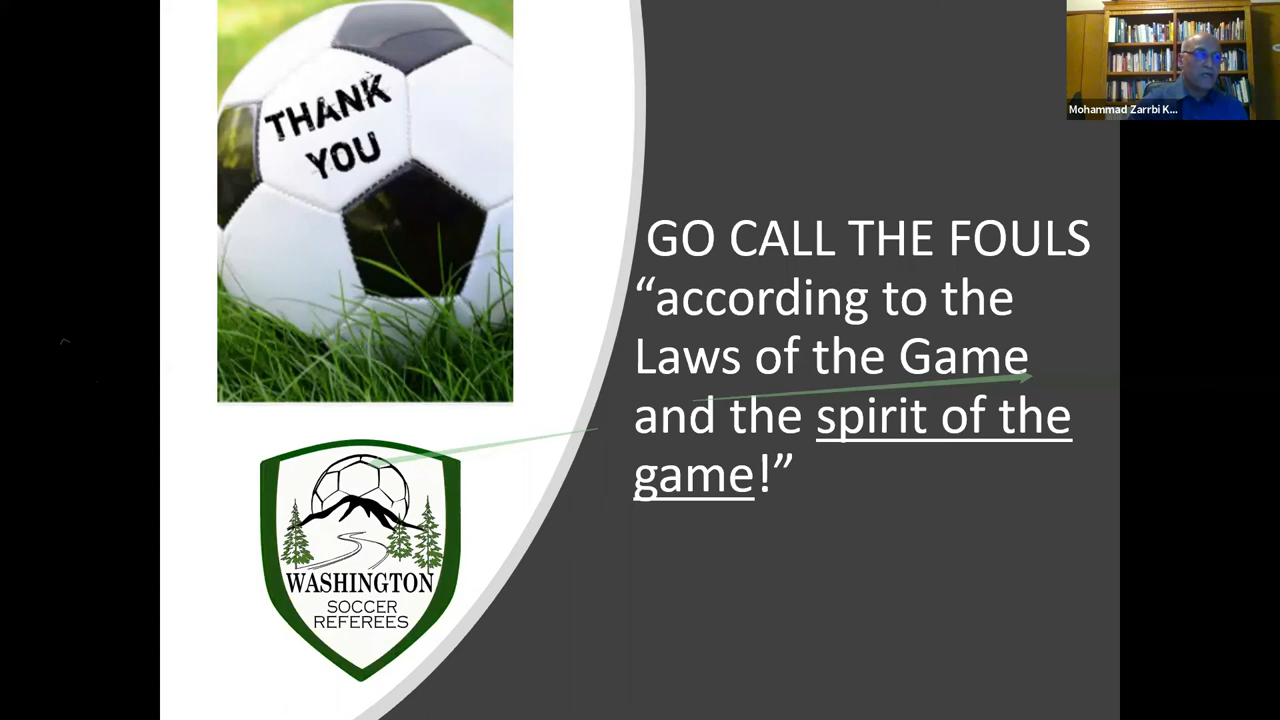 THANK
YOU
Mohammad Zarrbi K...
GO CALL THE FOULS
“according to the
Laws of the Game
and the spirit of the
game!”
WASHINGTON
SOCCER
REFEREES